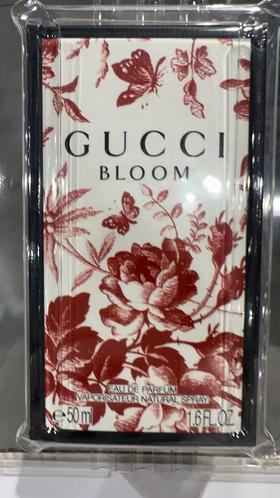 GUCCI
BLOOM
EAU DE PARFUM
VAPORISATEUR NATURAL SPRAY
e 50 ml 1.6 FL.OZ.